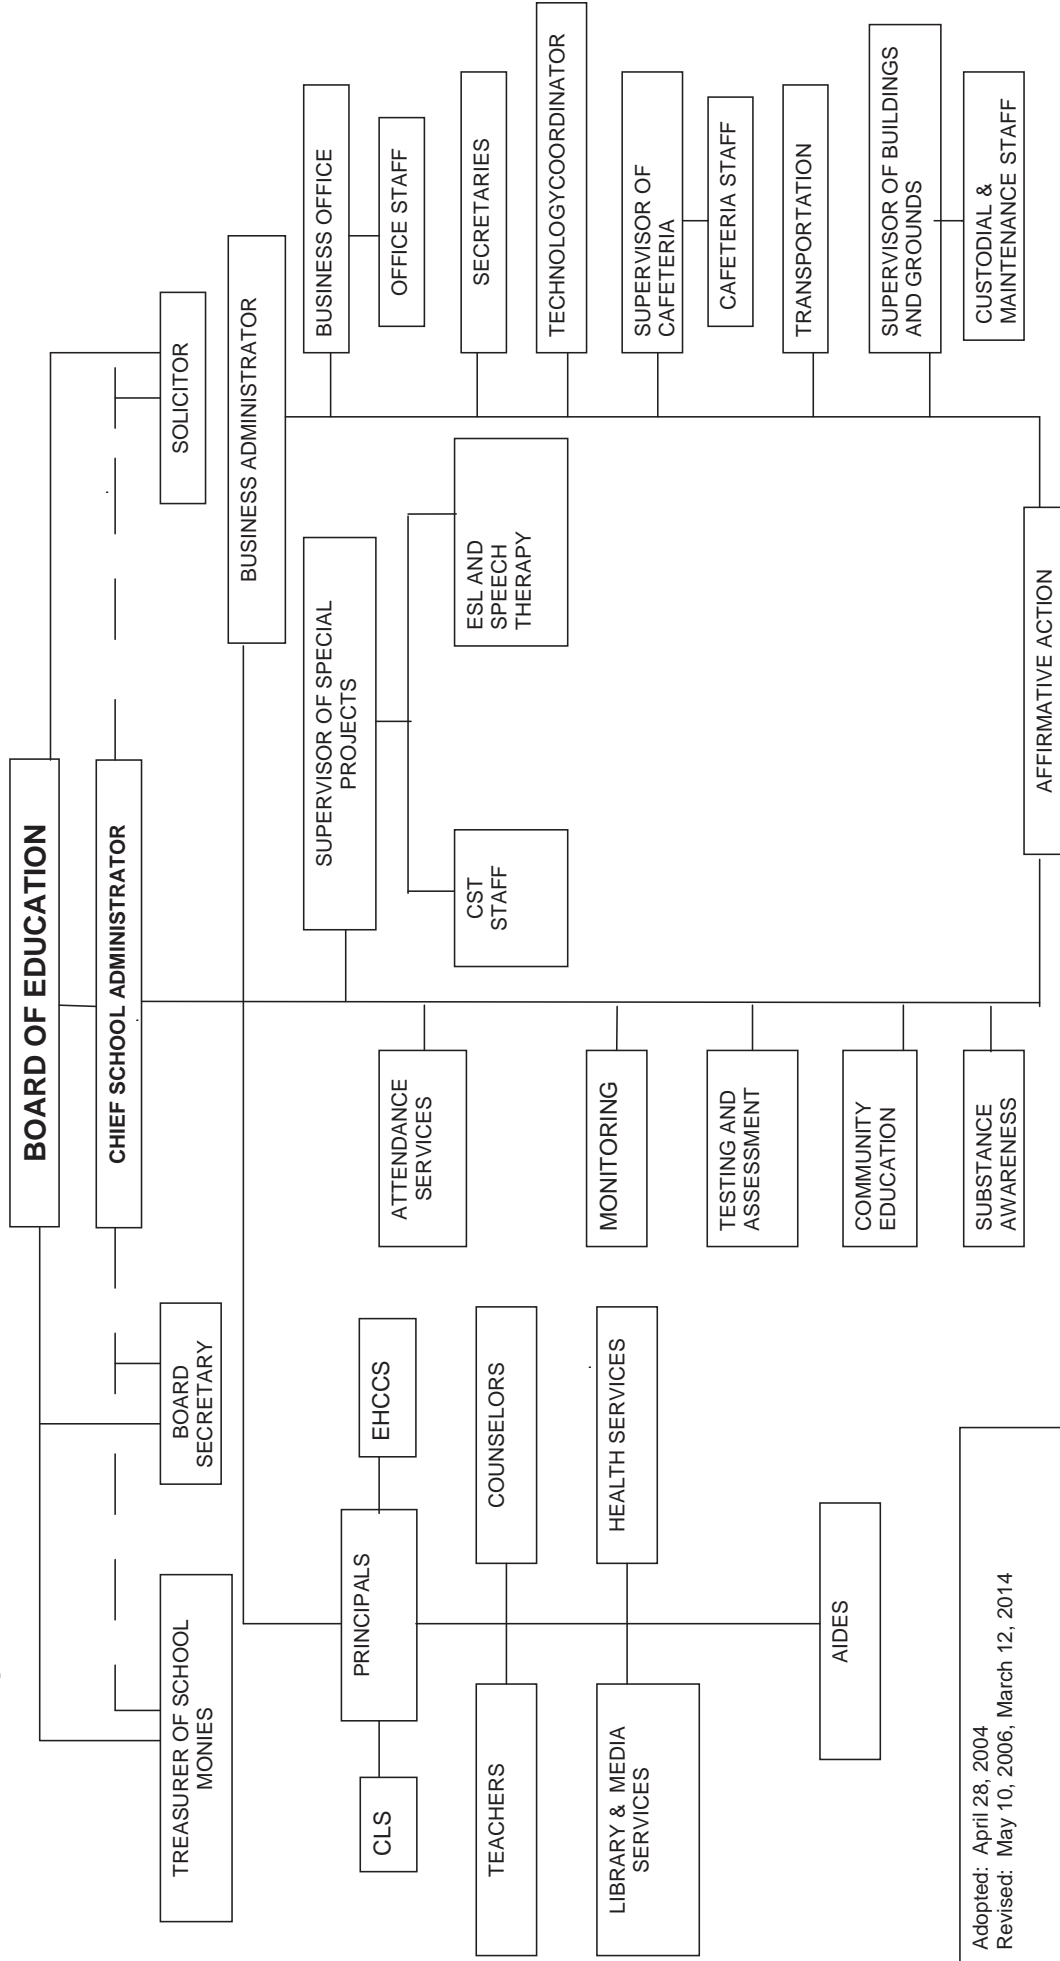 BOARD OF EDUCATION
CHIEF SCHOOL ADMINISTRATOR
TREASURER OF SCHOOL
MONIES
BOARD
SECRETARY
SOLICITOR
BUSINESS ADMINISTRATOR
PRINCIPALS
CLS
EHCCS
TEACHERS
COUNSELORS
LIBRARY & MEDIA
SERVICES
HEALTH SERVICES
AIDES
ATTENDANCE
SERVICES
MONITORING
TESTING AND
ASSESSMENT
COMMUNITY
EDUCATION
SUBSTANCE
AWARENESS
SUPERVISOR OF SPECIAL
PROJECTS
CST
STAFF
ESL AND
SPEECH
THERAPY
BUSINESS OFFICE
OFFICE STAFF
SECRETARIES
TECHNOLOGYCOORDINATOR
SUPERVISOR OF
CAFETERIA
CAFETERIA STAFF
TRANSPORTATION
SUPERVISOR OF BUILDINGS
AND GROUNDS
CUSTODIAL &
MAINTENANCE STAFF
AFFIRMATIVE ACTION
Adopted: April 28, 2004
Revised: May 10, 2006, March 12, 2014